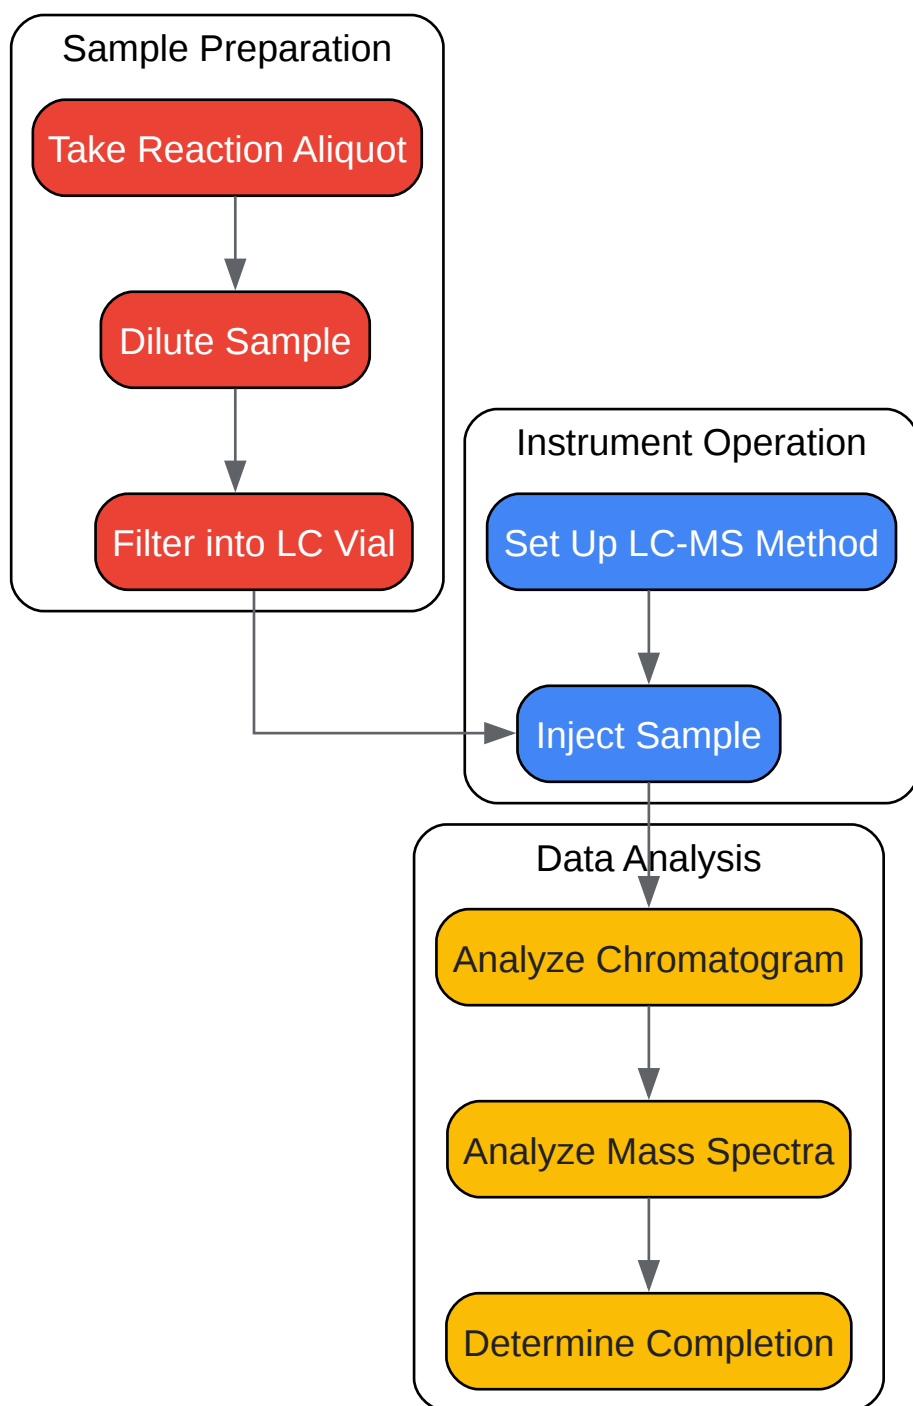 Sample Preparation
Take Reaction Aliquot
Dilute Sample
Filter into LC Vial
Instrument Operation
Set Up LC-MS Method
Inject Sample
Data Analysis
Analyze Chromatogram
Analyze Mass Spectra
Determine Completion